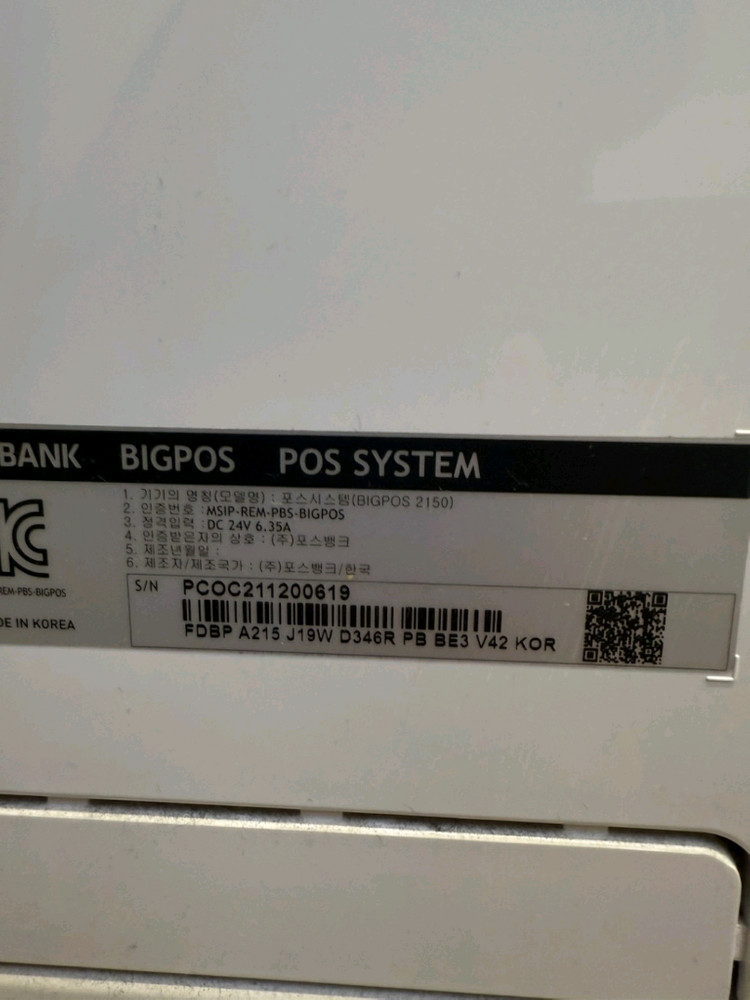 BANK BIGPOS POS SYSTEM
1. 기기의 명칭(모델명) : 포스시스템(BIGPOS 2150)
2. 인증번호 : MSIP-REM-PBS-BIGPOS
3. 정격입력 : DC 24V 6.35A
4. 인증받은자의 상호 : (주)포스뱅크
5. 제조년월일 :
6. 제조자/제조국가 : (주)포스뱅크/한국
REM-PBS-BIGPOS
DE IN KOREA
S/N PCOC211200619
FDBP A215 J19W D346R PB BE3 V42 KOR